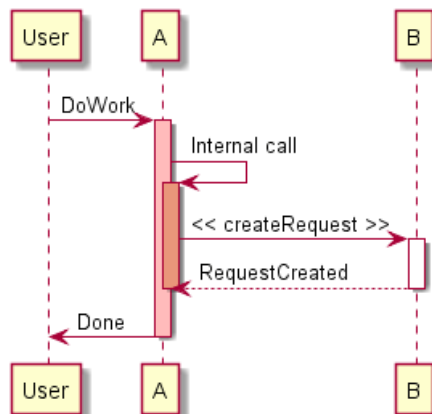 User A B
DoWork
Internal call
<< createRequest >>
RequestCreated
Done
User A B